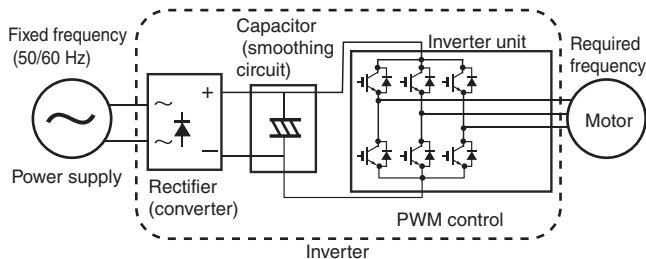 Fixed frequency
(50/60 Hz)
Power supply
+
−
Rectifier
(converter)
Capacitor
(smoothing
circuit)
Inverter unit
PWM control
Required
frequency
Motor
Inverter